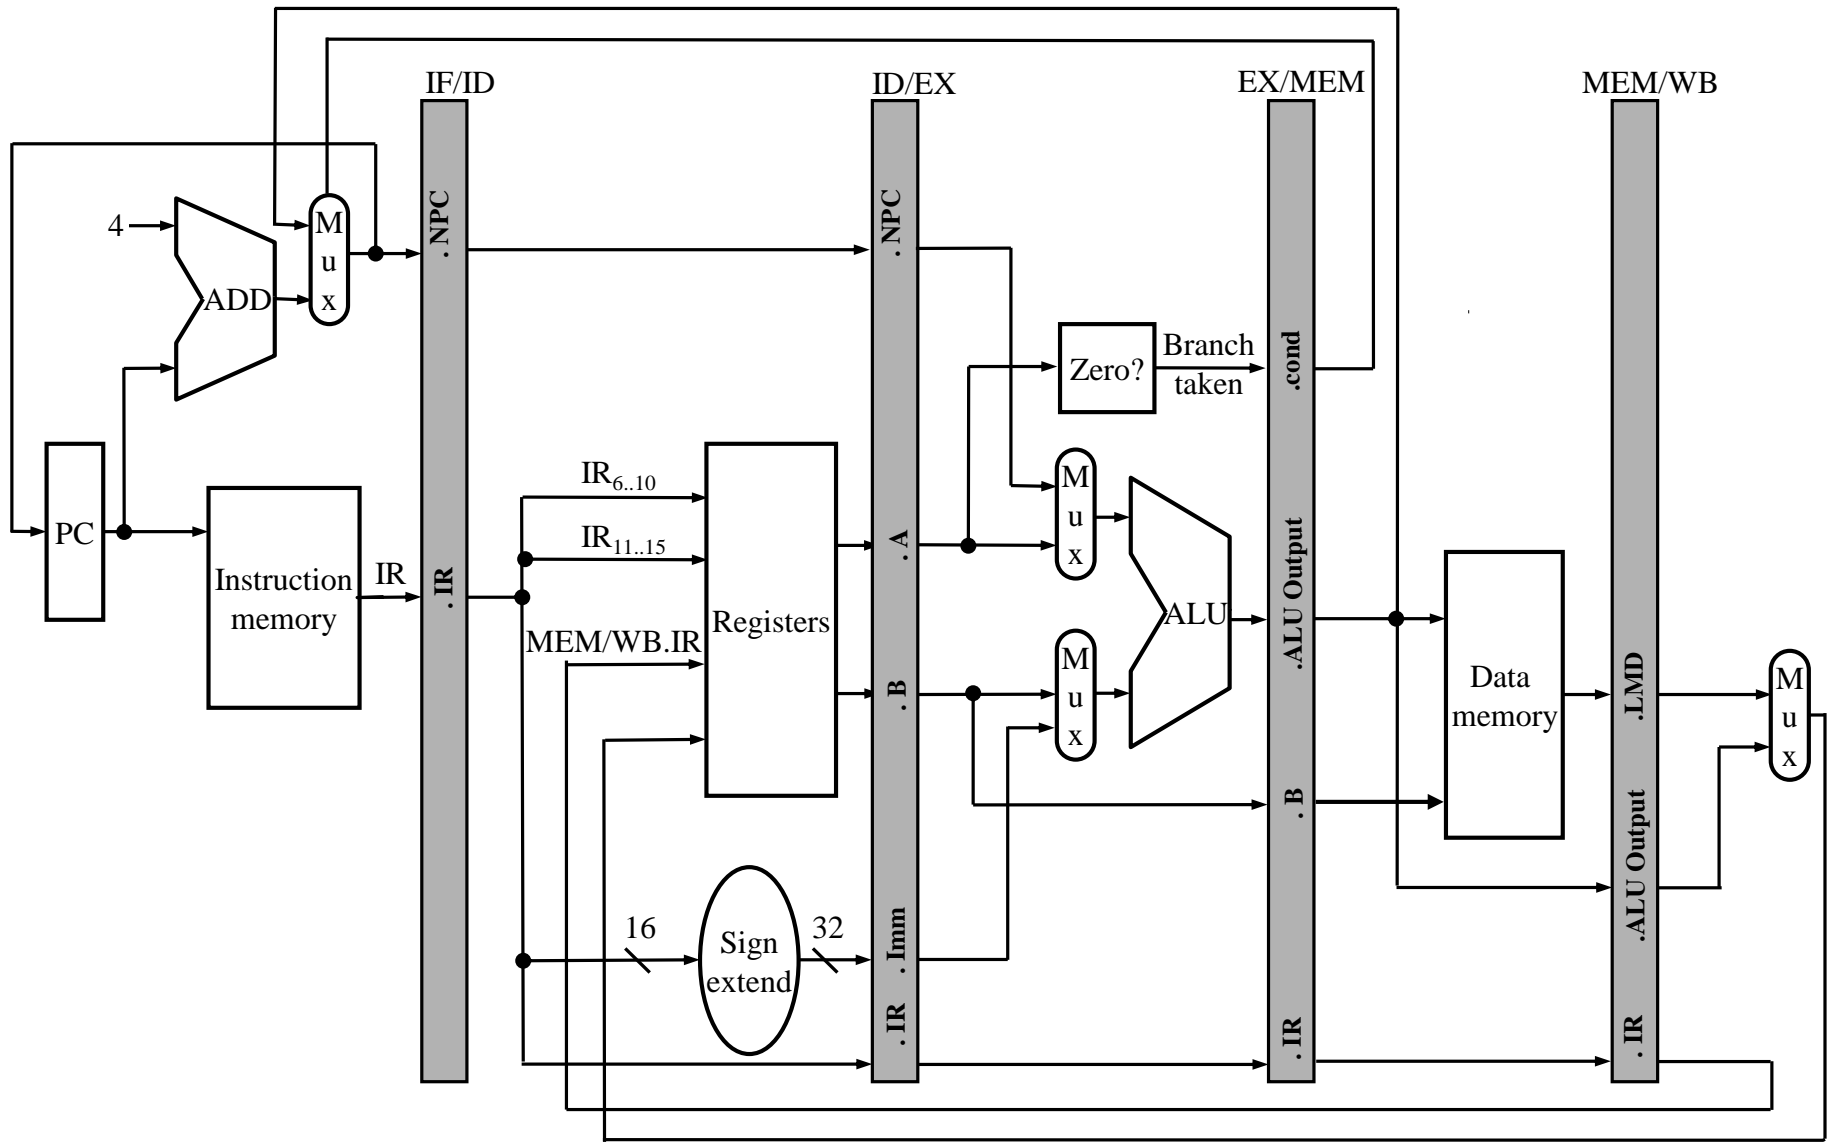 IF/ID
ID/EX
EX/MEM
MEM/WB
4
ADD
M
u
x
. NPC
. NPC
Zero?
Branch
taken
.cond
PC
Instruction
memory
IR
. IR
IR6..10
IR11..15
MEM/WB.IR
Registers
. A
. B
M
u
x
M
u
x
ALU
.ALU Output
. B
Data
memory
.LMD
.ALU Output
M
u
x
16
Sign
extend
32
. Imm
. IR
. IR
. IR